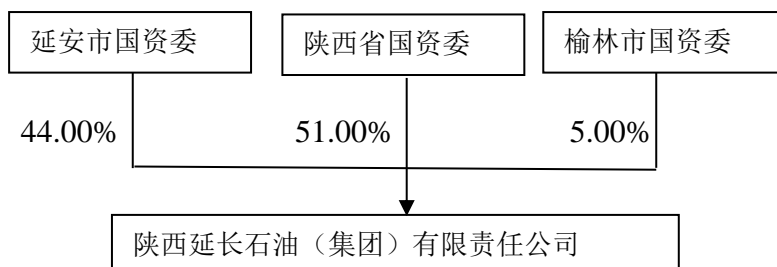 延安市国资委 陕西省国资委 榆林市国资委
44.00% 51.00% 5.00%
陕西延长石油（集团）有限责任公司